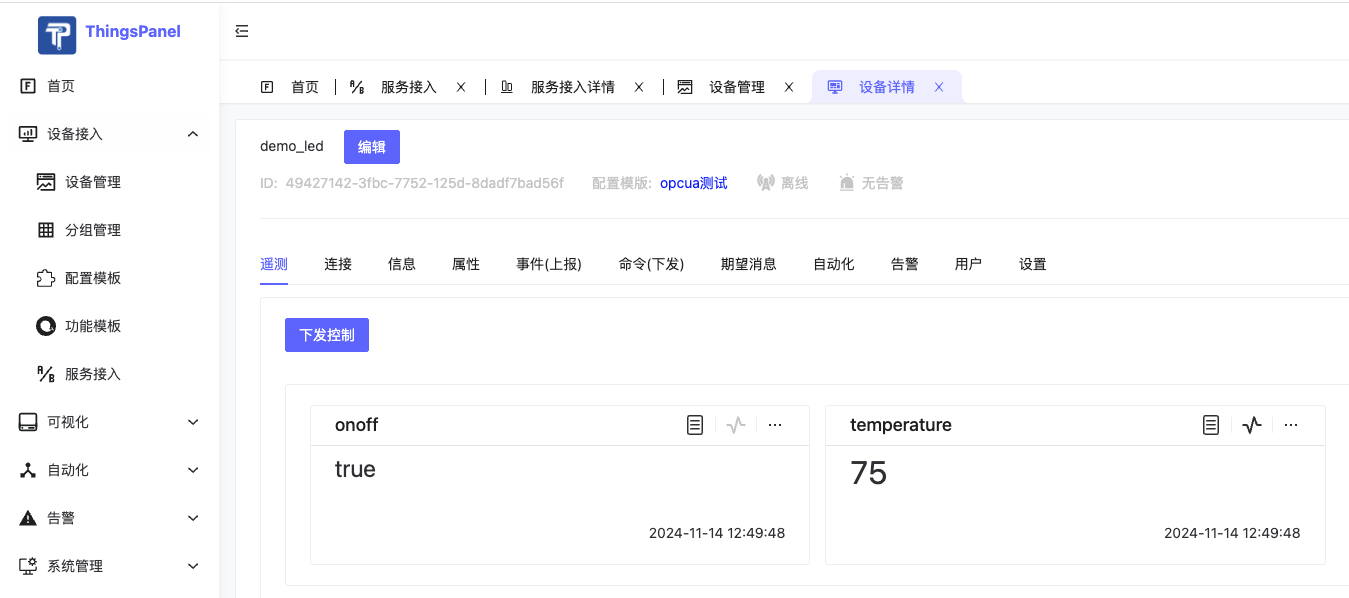 ThingsPanel
首页
设备接入
设备管理
分组管理
配置模板
功能模板
服务接入
可视化
自动化
告警
系统管理
首页 服务接入 服务接入详情 设备管理 设备详情
demo_led 编辑
ID: 49427142-3fbc-7752-125d-8dadf7bad56f 配置模版: opcua测试 离线 无告警
遥测 连接 信息 属性 事件(上报) 命令(下发) 期望消息 自动化 告警 用户 设置
下发控制
onoff
true
2024-11-14 12:49:48
temperature
75
2024-11-14 12:49:48